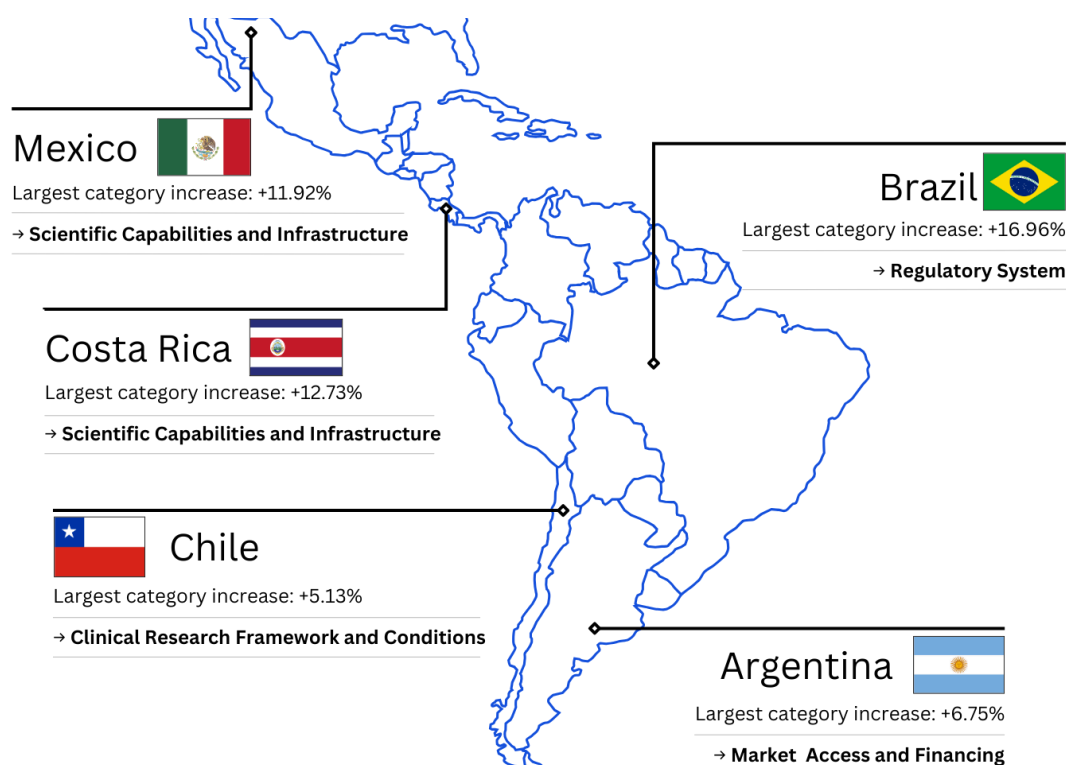 Mexico
Largest category increase: +11.92%
→ Scientific Capabilities and Infrastructure
Brazil
Largest category increase: +16.96%
→ Regulatory System
Costa Rica
Largest category increase: +12.73%
→ Scientific Capabilities and Infrastructure
Chile
Largest category increase: +5.13%
→ Clinical Research Framework and Conditions
Argentina
Largest category increase: +6.75%
→ Market Access and Financing